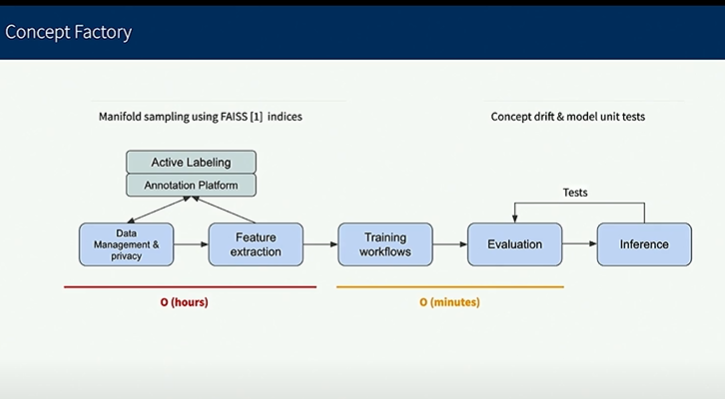 Concept Factory
Manifold sampling using FAISS [1] indices
Concept drift & model unit tests
Active Labeling
Annotation Platform
Tests
Data
Management &
privacy
Feature
extraction
Training
workflows
Evaluation
Inference
O (hours)
O (minutes)